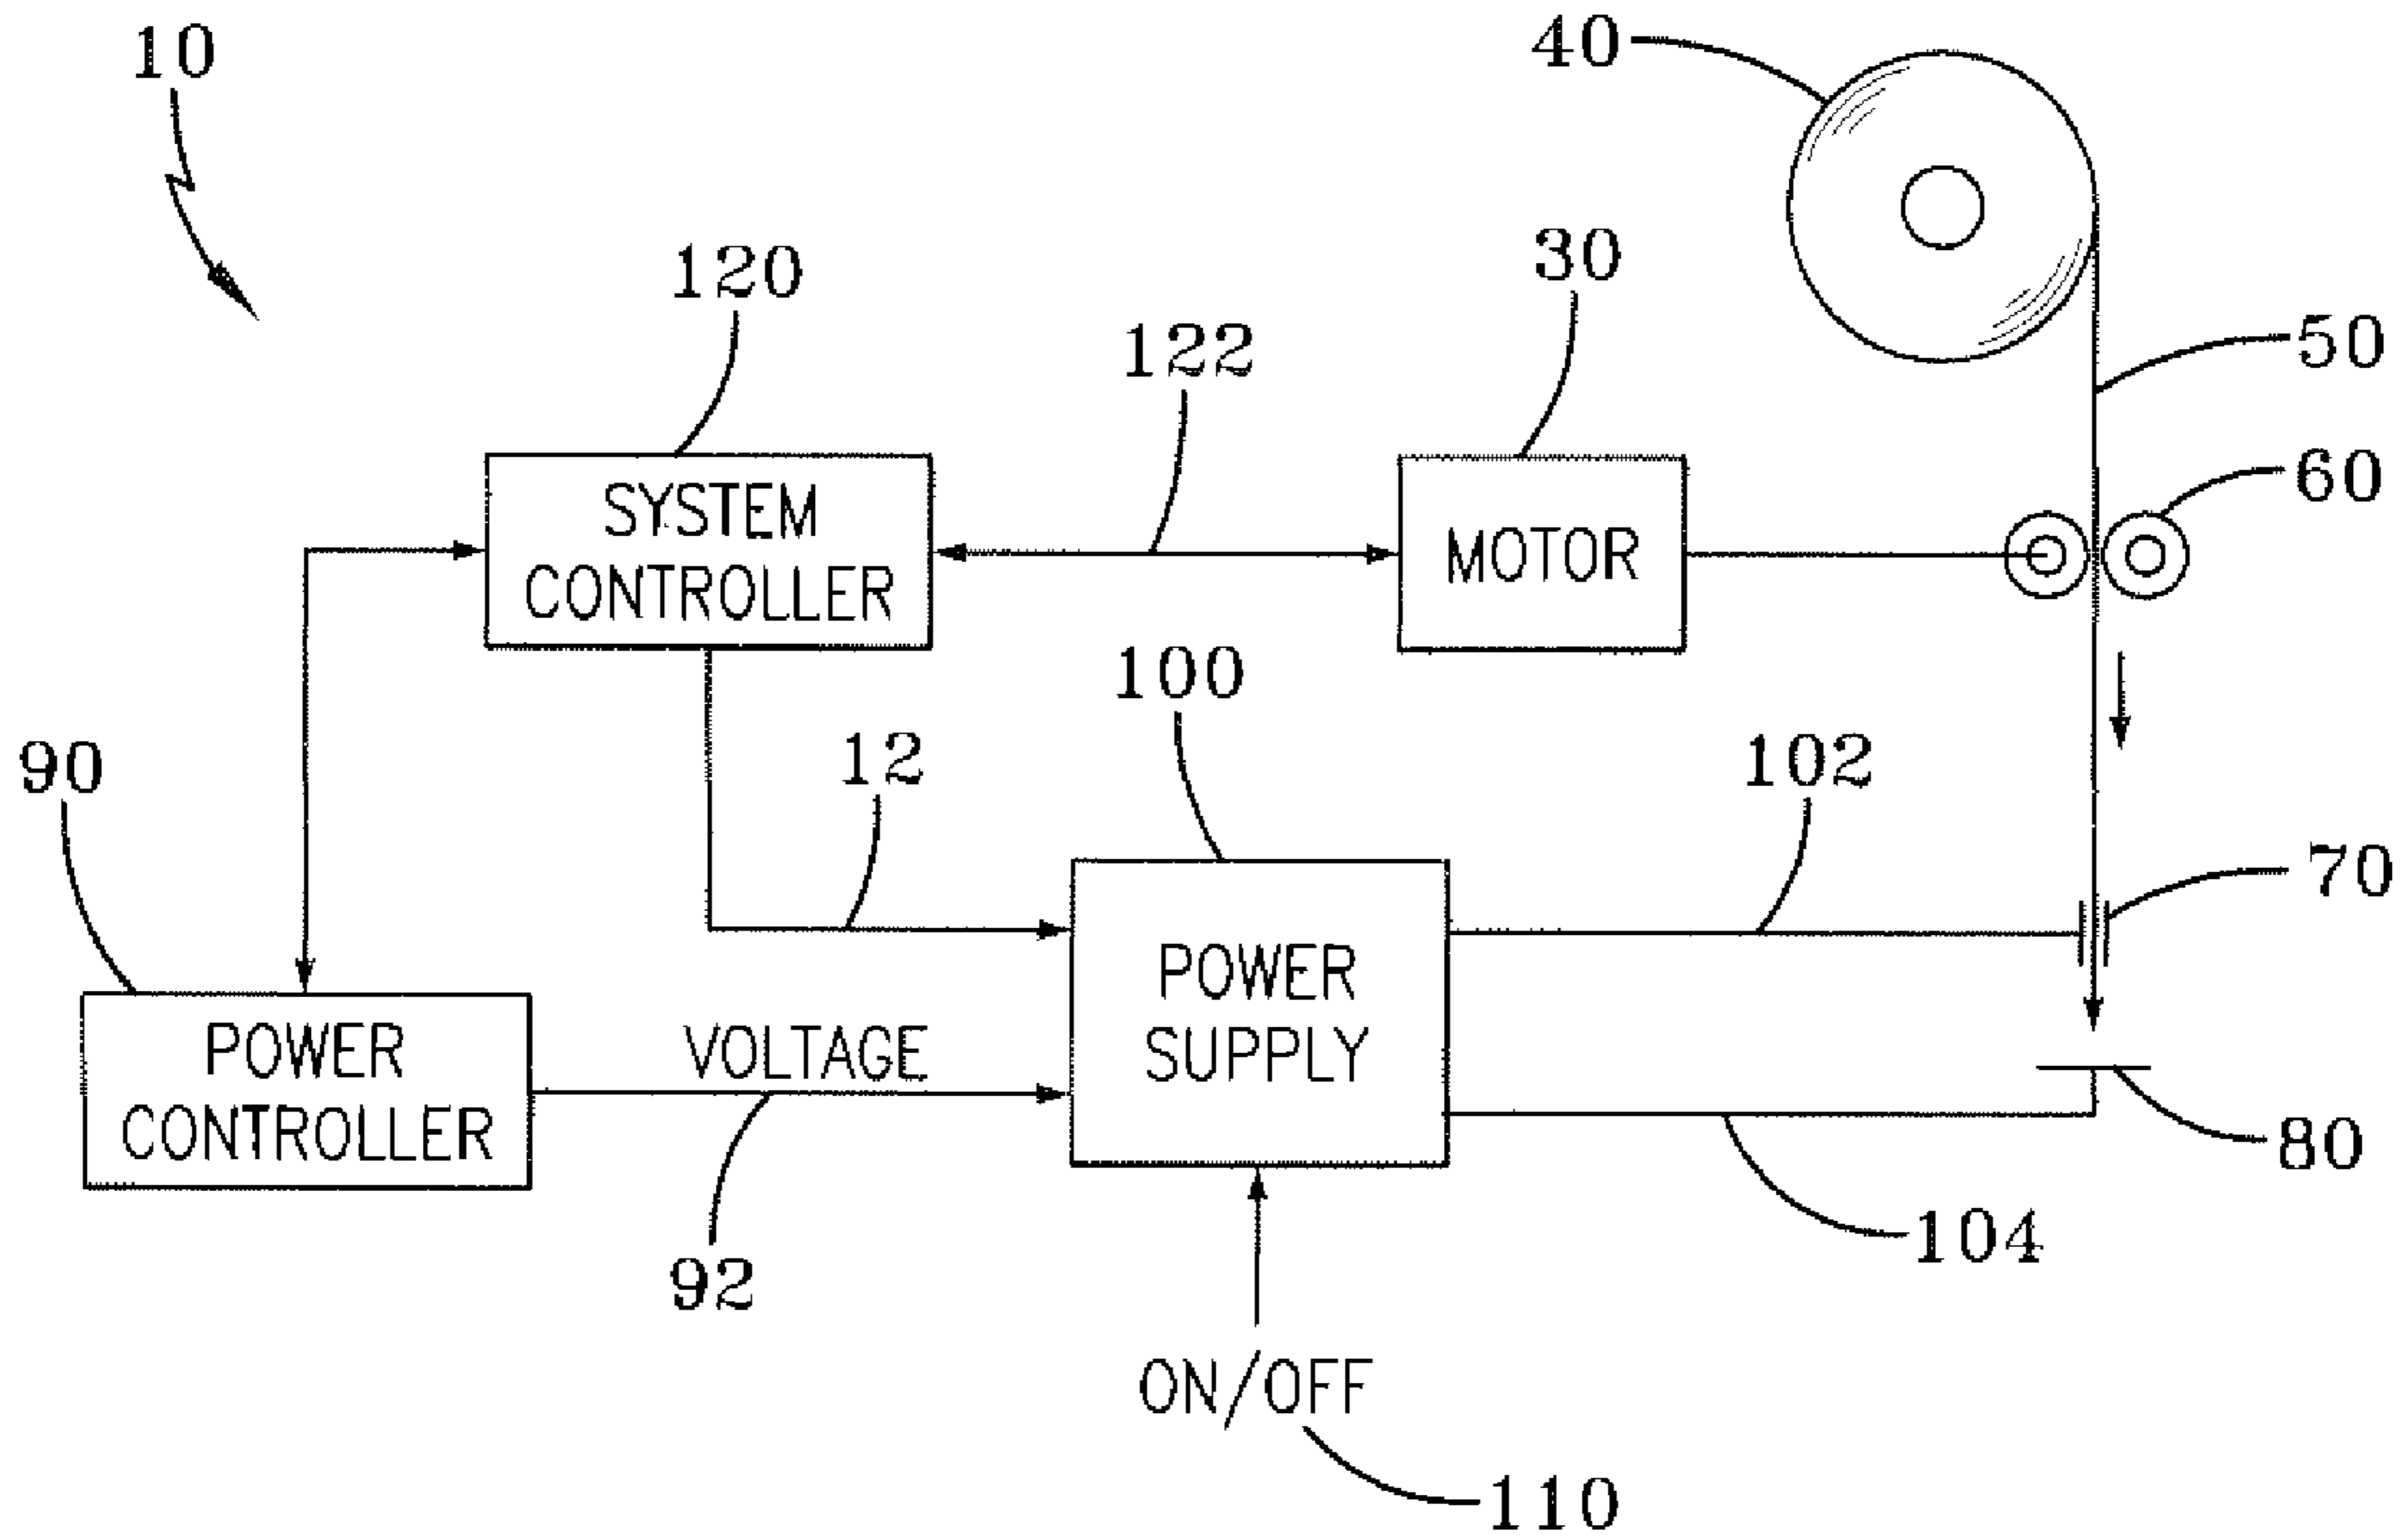 10
40
120
30
122
50
60
SYSTEM
CONTROLLER
MOTOR
100
90
12
102
70
POWER
SUPPLY
POWER
CONTROLLER
VOLTAGE
80
92
104
ON/OFF
110